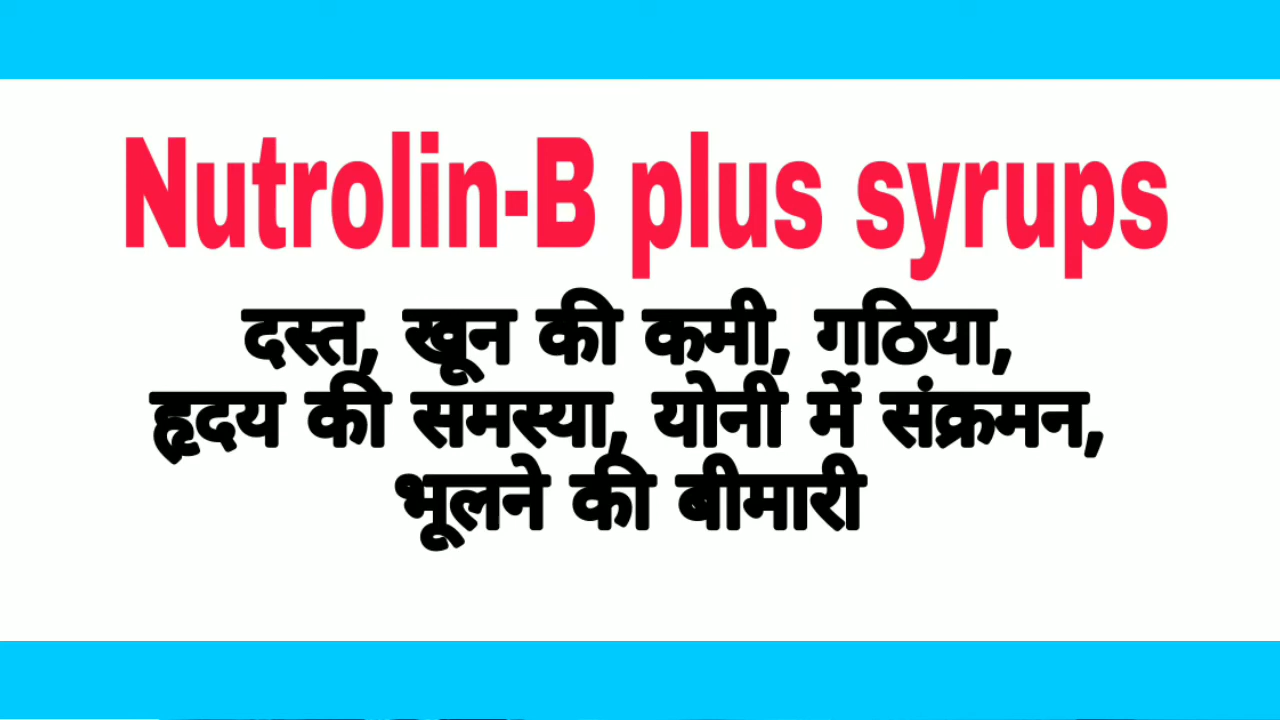 Nutrolin-B plus syrups
दस्त, खून की कमी, गठिया,
हृदय की समस्या, योनी में संक्रमन,
भूलने की बीमारी